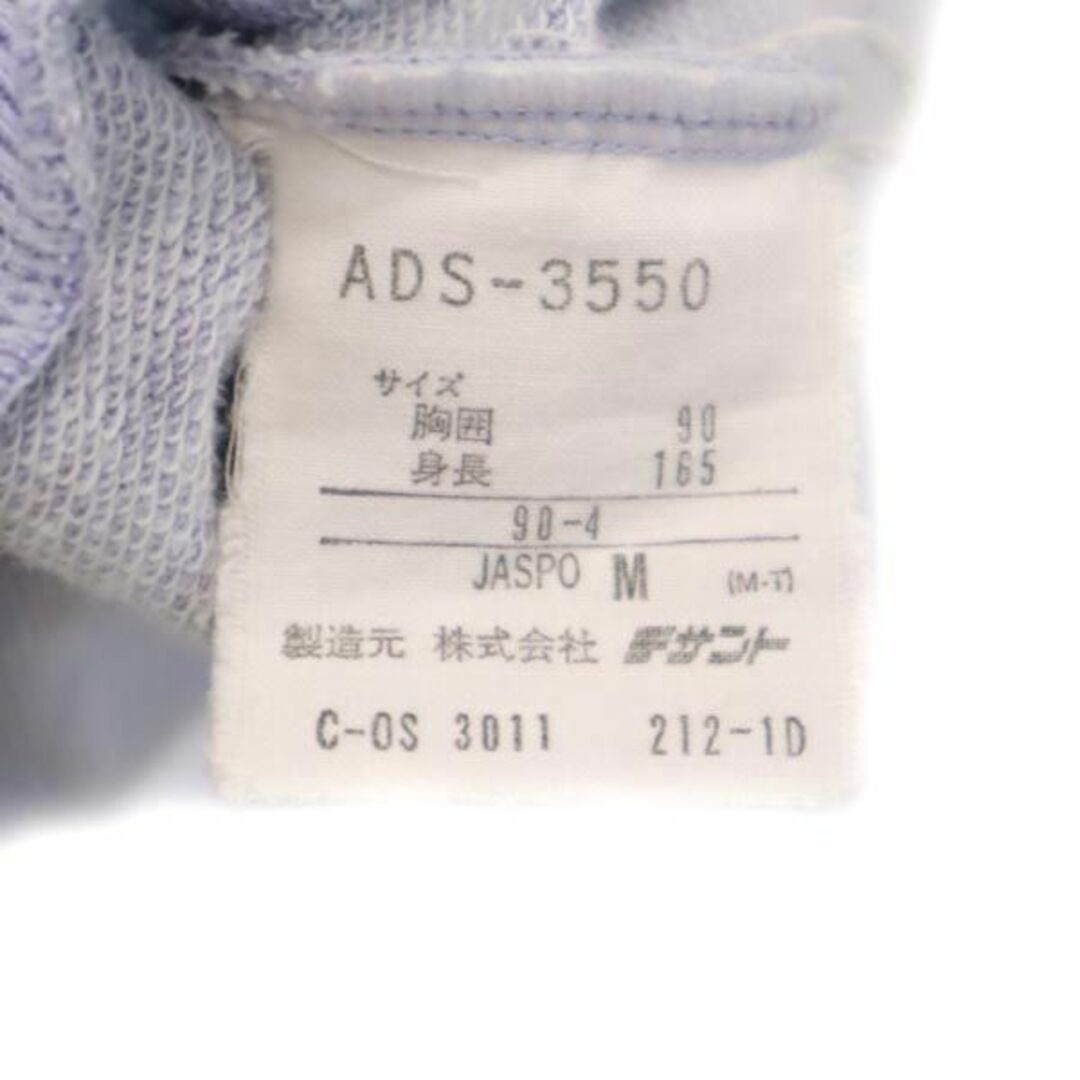 ADS-3550
サイズ
胸囲 90
身長 165
90-4
JASPO M (M-T)
製造元 株式会社 デサント
C-OS 3011 212-1D